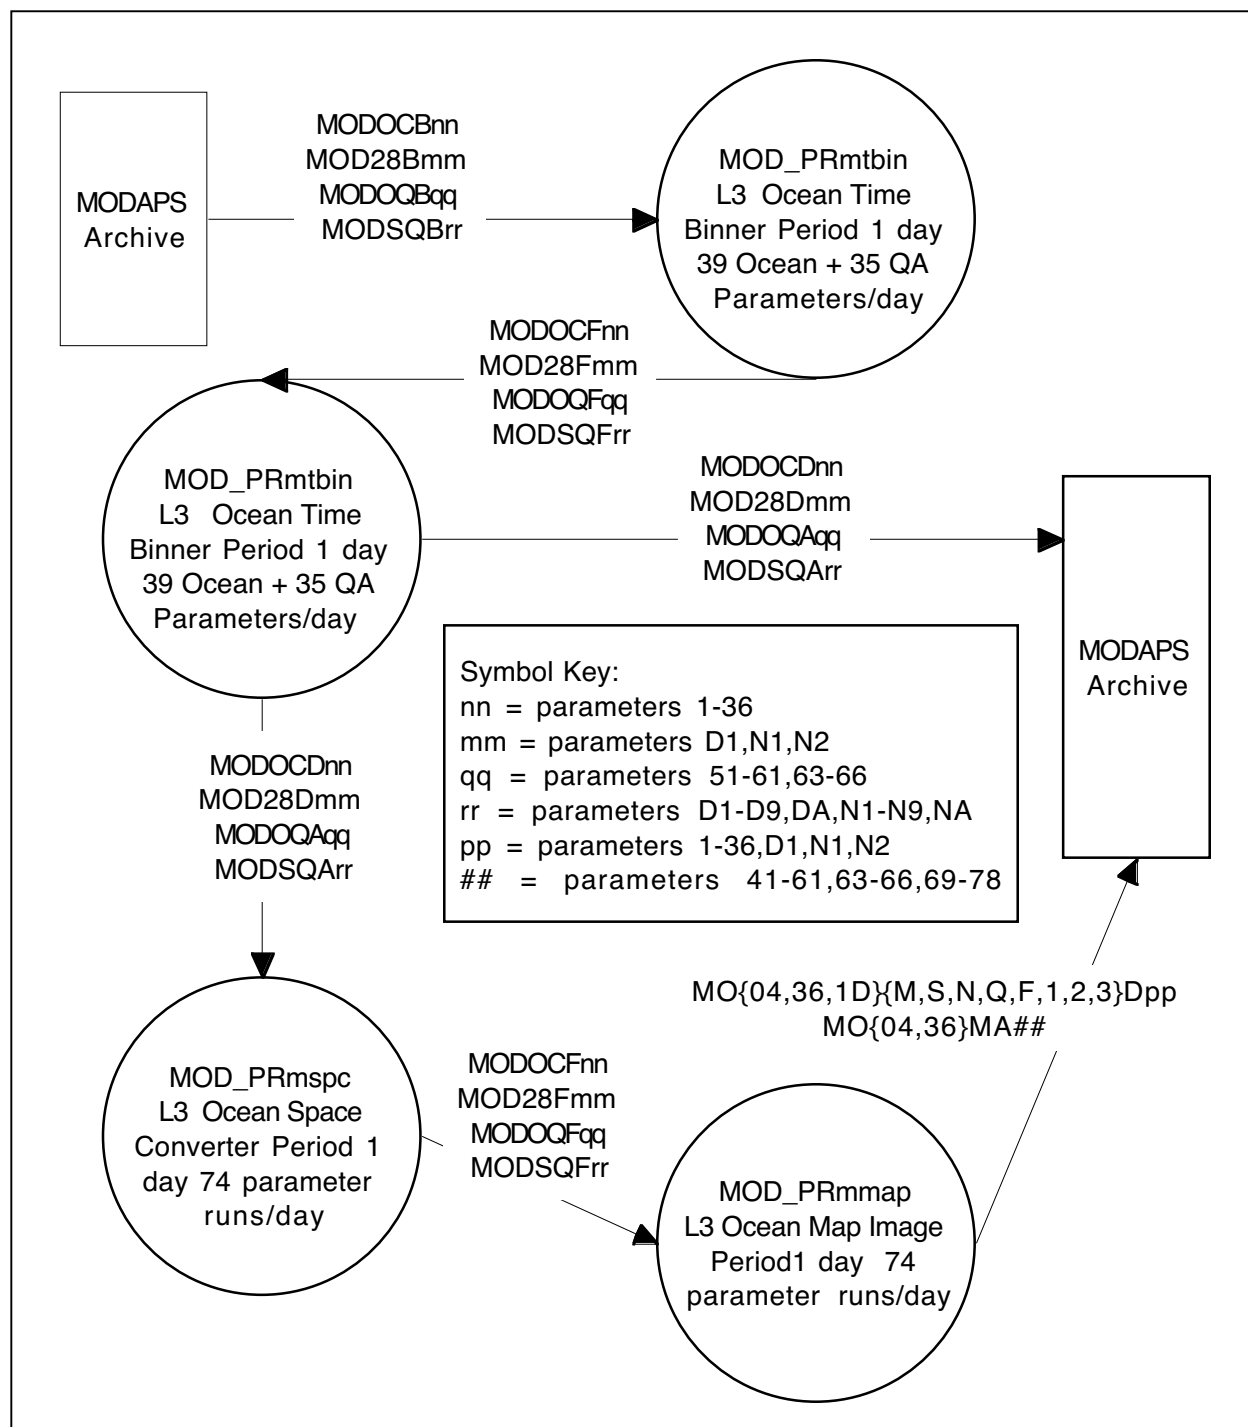 MODAPS
Archive
MODOCBnn
MOD28Bmm
MODOQBqq
MODSQBrr
MOD_PRmtbin
L3 Ocean Time
Binner Period 1 day
39 Ocean + 35 QA
Parameters/day
MODOCFnn
MOD28Fmm
MODOQFqq
MODSQFrr
MOD_PRmtbin
L3 Ocean Time
Binner Period 1 day
39 Ocean + 35 QA
Parameters/day
MODOCDnn
MOD28Dmm
MODOQAqq
MODSQArr
MODAPS
Archive
Symbol Key:
nn = parameters 1-36
mm = parameters D1,N1,N2
qq = parameters 51-61,63-66
rr = parameters D1-D9,DA,N1-N9,NA
pp = parameters 1-36,D1,N1,N2
## = parameters 41-61,63-66,69-78
MODOCDnn
MOD28Dmm
MODOQAqq
MODSQArr
MOD_PRmspc
L3 Ocean Space
Converter Period 1
day 74 parameter
runs/day
MODOCFnn
MOD28Fmm
MODOQFqq
MODSQFrr
MOD_PRmmap
L3 Ocean Map Image
Period1 day 74
parameter runs/day
MO{04,36,1D}{M,S,N,Q,F,1,2,3}Dpp
MO{04,36}MA##